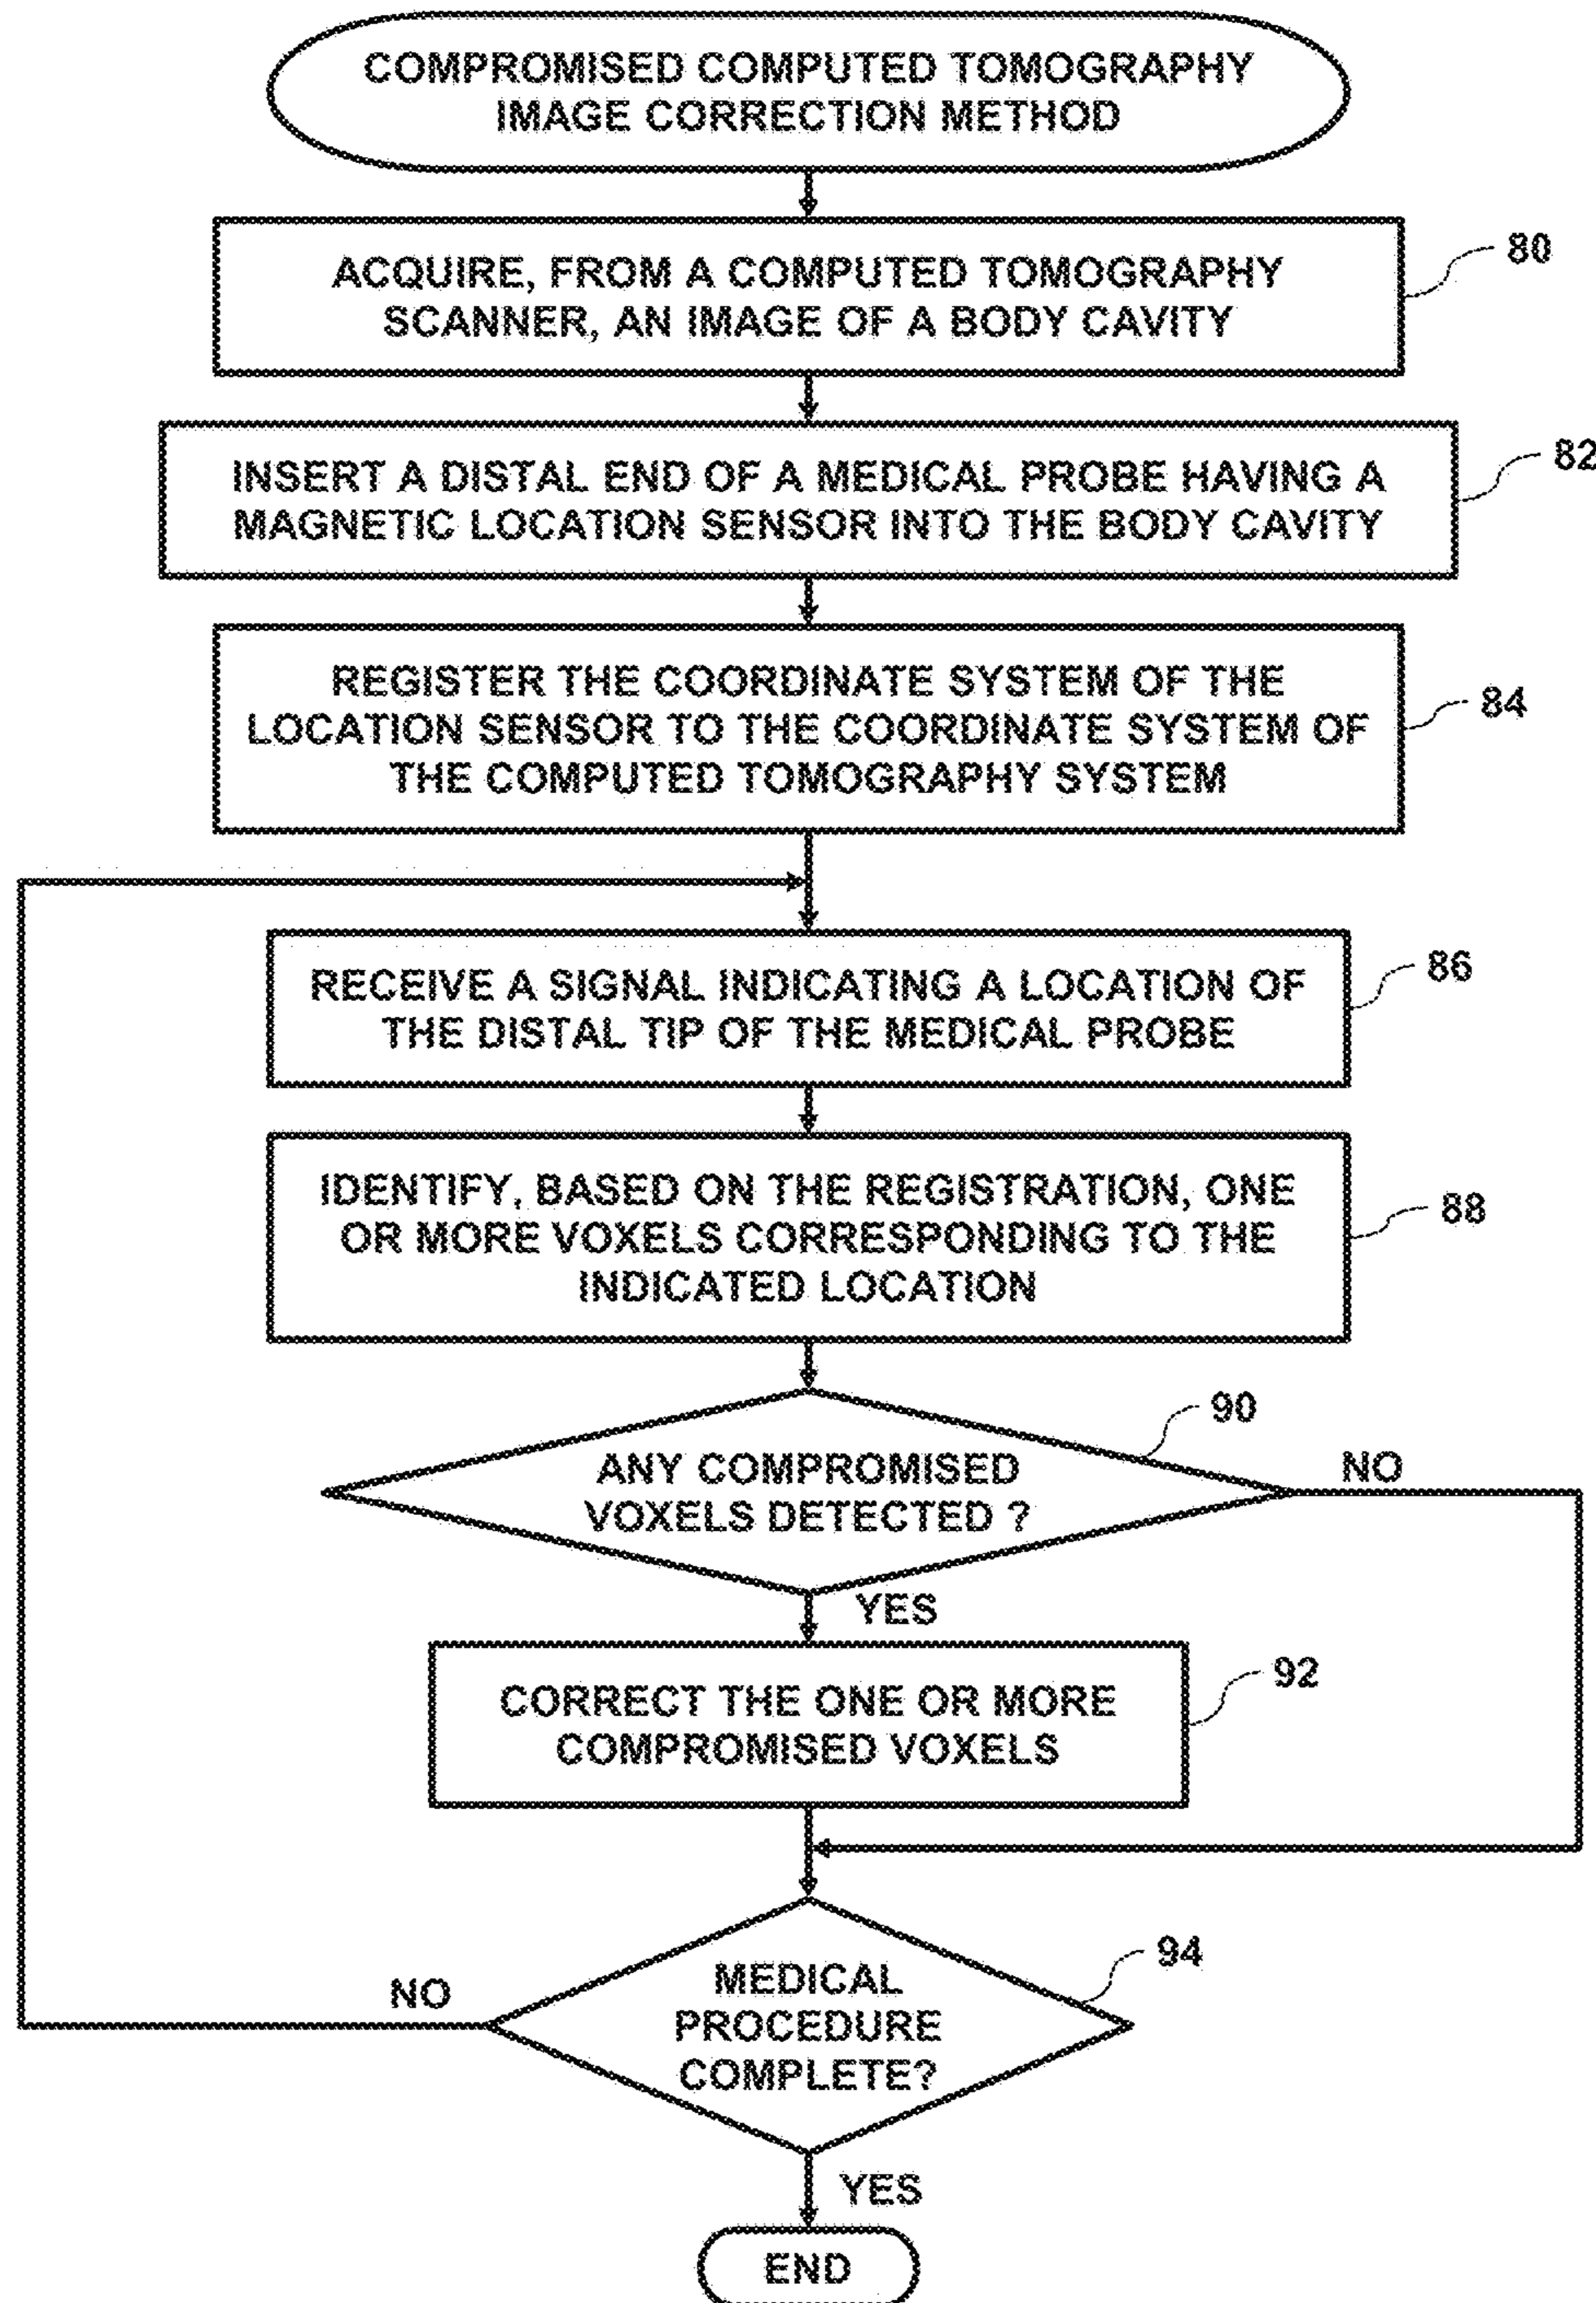 COMPROMISED COMPUTED TOMOGRAPHY
IMAGE CORRECTION METHOD
ACQUIRE, FROM A COMPUTED TOMOGRAPHY
SCANNER, AN IMAGE OF A BODY CAVITY
80
INSERT A DISTAL END OF A MEDICAL PROBE HAVING A
MAGNETIC LOCATION SENSOR INTO THE BODY CAVITY
82
REGISTER THE COORDINATE SYSTEM OF THE
LOCATION SENSOR TO THE COORDINATE SYSTEM OF
THE COMPUTED TOMOGRAPHY SYSTEM
84
RECEIVE A SIGNAL INDICATING A LOCATION OF
THE DISTAL TIP OF THE MEDICAL PROBE
86
IDENTIFY, BASED ON THE REGISTRATION, ONE
OR MORE VOXELS CORRESPONDING TO THE
INDICATED LOCATION
88
90
ANY COMPROMISED
VOXELS DETECTED ?
NO
YES
CORRECT THE ONE OR MORE
COMPROMISED VOXELS
92
94
MEDICAL
PROCEDURE
COMPLETE?
NO
YES
END